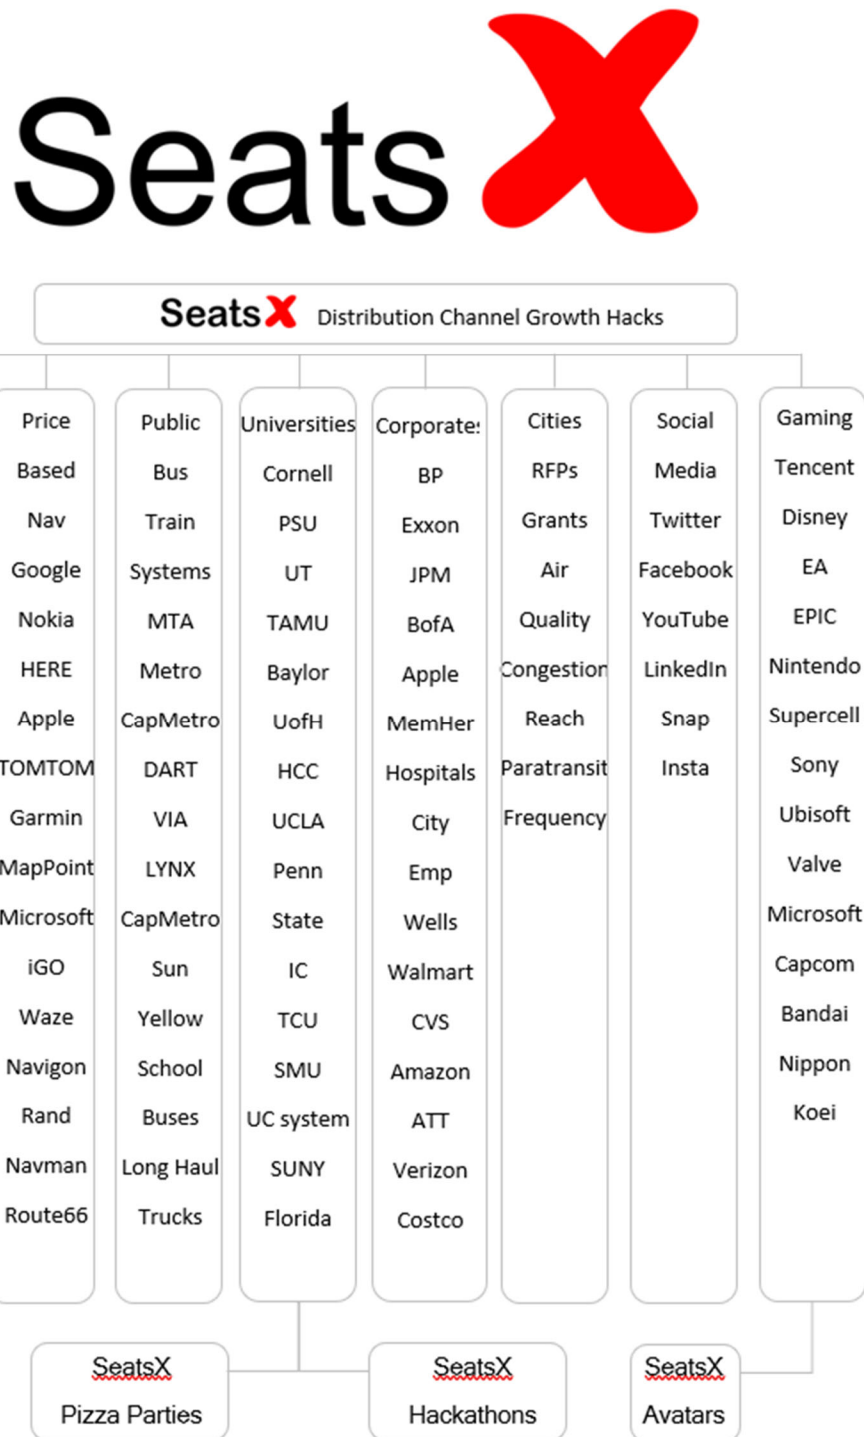 SeatsX
SeatsX Distribution Channel Growth Hacks
Price
Based
Nav
Google
Nokia
HERE
Apple
TOMTOM
Garmin
MapPoint
Microsoft
iGO
Waze
Navigon
Rand
Navman
Route66
Public
Bus
Train
Systems
MTA
Metro
CapMetro
DART
VIA
LYNX
CapMetro
Sun
Yellow
School
Buses
Long Haul
Trucks
Universities
Cornell
PSU
UT
TAMU
Baylor
UofH
HCC
UCLA
Penn
State
IC
TCU
SMU
UC system
SUNY
Florida
Corporates
BP
Exxon
JPM
BofA
Apple
MemHer
Hospitals
City
Emp
Wells
Walmart
CVS
Amazon
ATT
Verizon
Costco
Cities
RFPs
Grants
Air
Quality
Congestion
Reach
Paratransit
Frequency
Social
Media
Twitter
Facebook
YouTube
LinkedIn
Snap
Insta
Gaming
Tencent
Disney
EA
EPIC
Nintendo
Supercell
Sony
Ubisoft
Valve
Microsoft
Capcom
Bandai
Nippon
Koei
SeatsX
Pizza Parties
SeatsX
Hackathons
SeatsX
Avatars